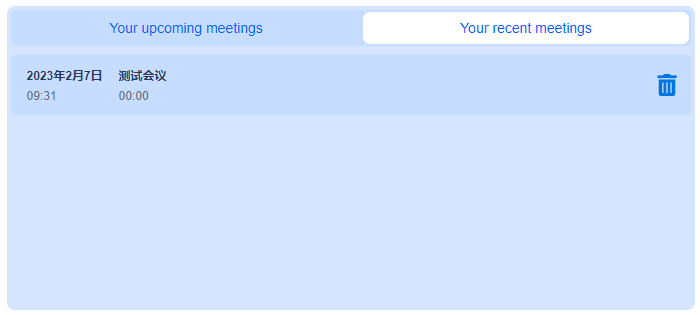 Your upcoming meetings
Your recent meetings
2023年2月7日 测试会议
09:31 00:00